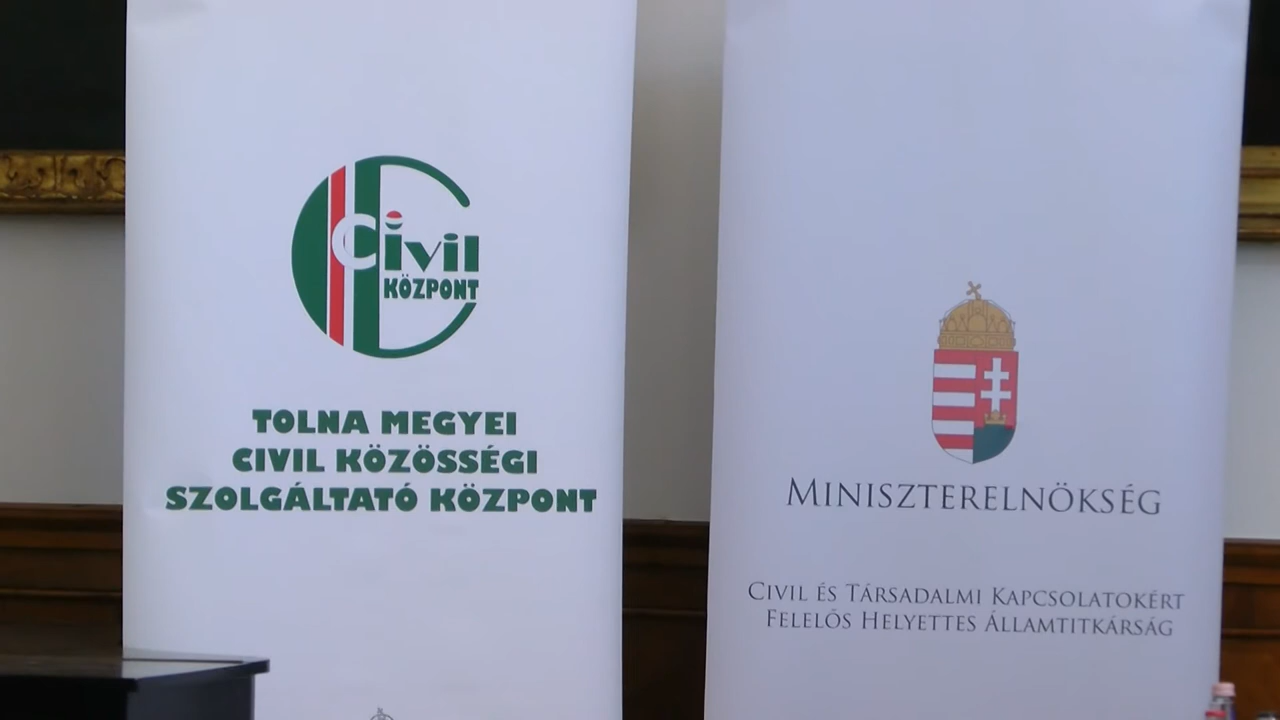 Civil
KÖZPONT
TOLNA MEGYEI
CIVIL KÖZÖSSÉGI
SZOLGÁLTATÓ KÖZPONT
MINISZTERELNÖKSÉG
CIVIL ÉS TÁRSADALMI KAPCSOLATOKÉRT
FELELŐS HELYETTES ÁLLAMTITKÁRSÁG